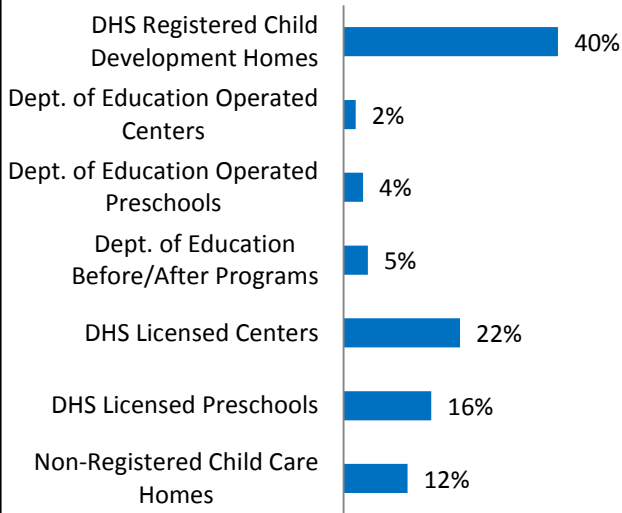 DHS Registered Child
Development Homes
40%
Dept. of Education Operated
Centers
2%
Dept. of Education Operated
Preschools
4%
Dept. of Education
Before/After Programs
5%
DHS Licensed Centers
22%
DHS Licensed Preschools
16%
Non-Registered Child Care
Homes
12%